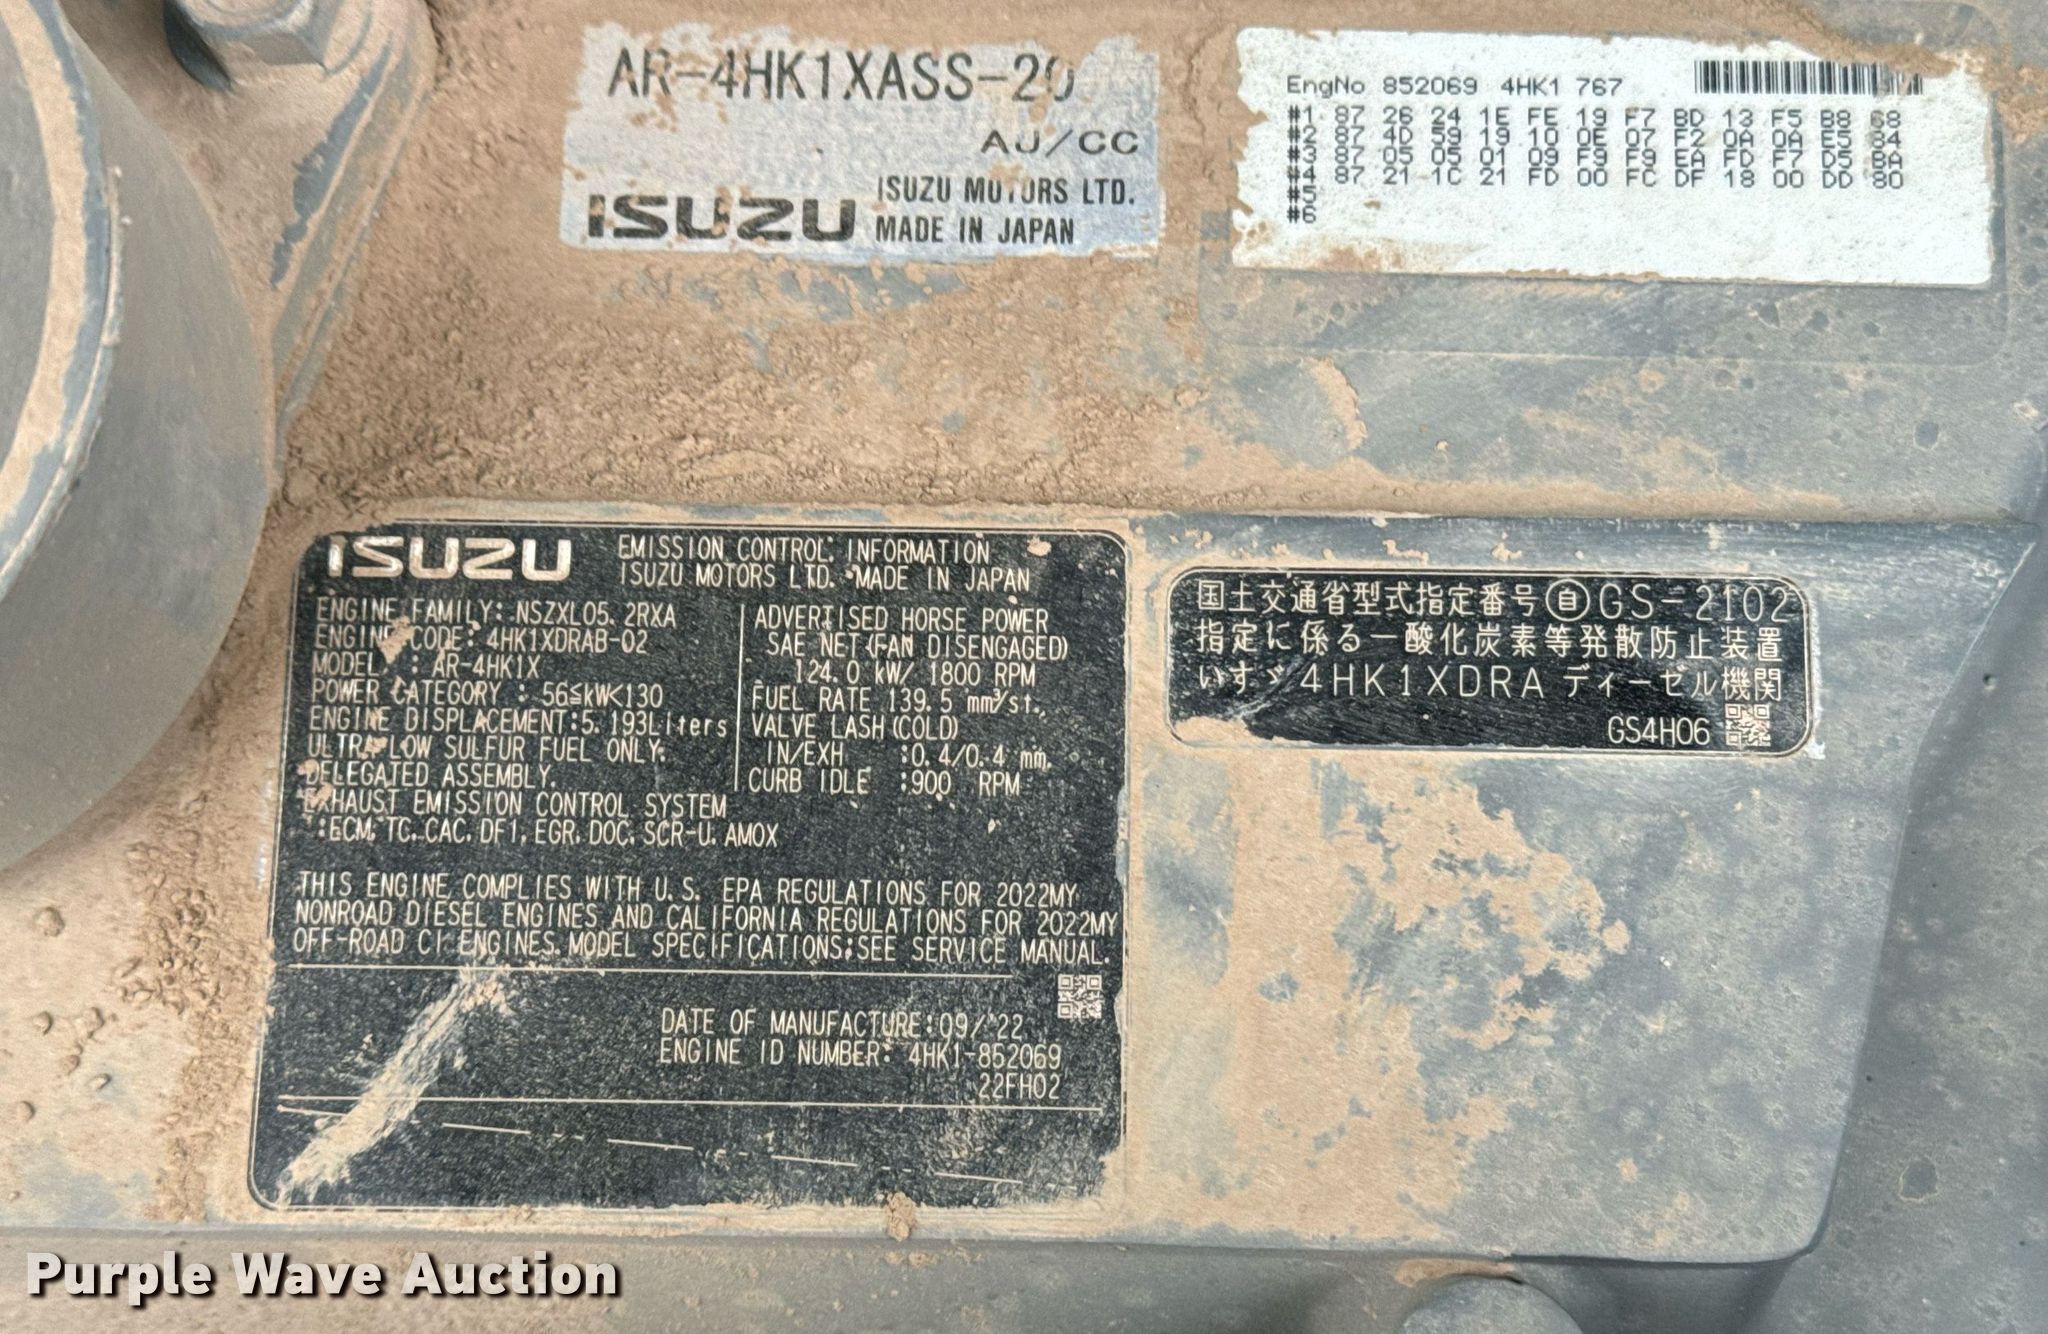 AR-4HK1XASS-20
AJ/CC
ISUZU
ISUZU MOTORS LTD.
MADE IN JAPAN
EngNo 852069 4HK1 767
#1 87 26 24 1E FE 19 F7 BD 13 F5 B8 68
#2 87 4D 59 19 10 0E 07 F2 0A 0A E5 84
#3 87 05 05 01 09 F9 F9 EA FD F7 D5 BA
#4 87 21 1C 21 FD 00 FC DF 18 00 DD 80
#5
#6
ISUZU
EMISSION CONTROL INFORMATION
ISUZU MOTORS LTD. MADE IN JAPAN
ENGINE FAMILY: NSZXL05.2RXA
ENGINE CODE: 4HK1XDRAB-02
MODEL: AR-4HK1X
POWER CATEGORY : 56≦kW<130
ENGINE DISPLACEMENT:5.193Liters
ULTRA LOW SULFUR FUEL ONLY.
DELEGATED ASSEMBLY.
EXHAUST EMISSION CONTROL SYSTEM
:ECM, TC, CAC, DFI, EGR, DOC, SCR-U, AMOX
ADVERTISED HORSE POWER
SAE NET (FAN DISENGAGED)
124.0 kW/ 1800 RPM
FUEL RATE 139.5 mm³/st.
VALVE LASH (COLD)
IN/EXH :0.4/0.4 mm
CURB IDLE :900 RPM
THIS ENGINE COMPLIES WITH U.S. EPA REGULATIONS FOR 2022MY
NONROAD DIESEL ENGINES AND CALIFORNIA REGULATIONS FOR 2022MY
OFF-ROAD CI ENGINES. MODEL SPECIFICATIONS:SEE SERVICE MANUAL.
DATE OF MANUFACTURE:09/'22
ENGINE ID NUMBER: 4HK1-852069
22FH02
国土交通省型式指定番号㉂GS-2102
指定に係る一酸化炭素等発散防止装置
いすゞ4HK1XDRA ディーゼル機関
GS4H06
Purple Wave Auction